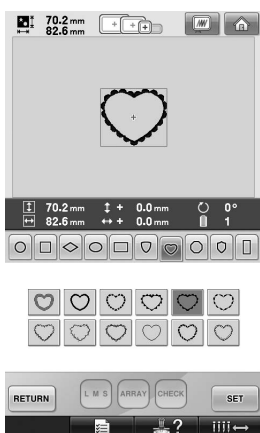 70.2 mm
82.6 mm
70.2 mm + 0.0 mm 0°
82.6 mm + 0.0 mm 1
RETURN L M S ARRAY CHECK SET
?